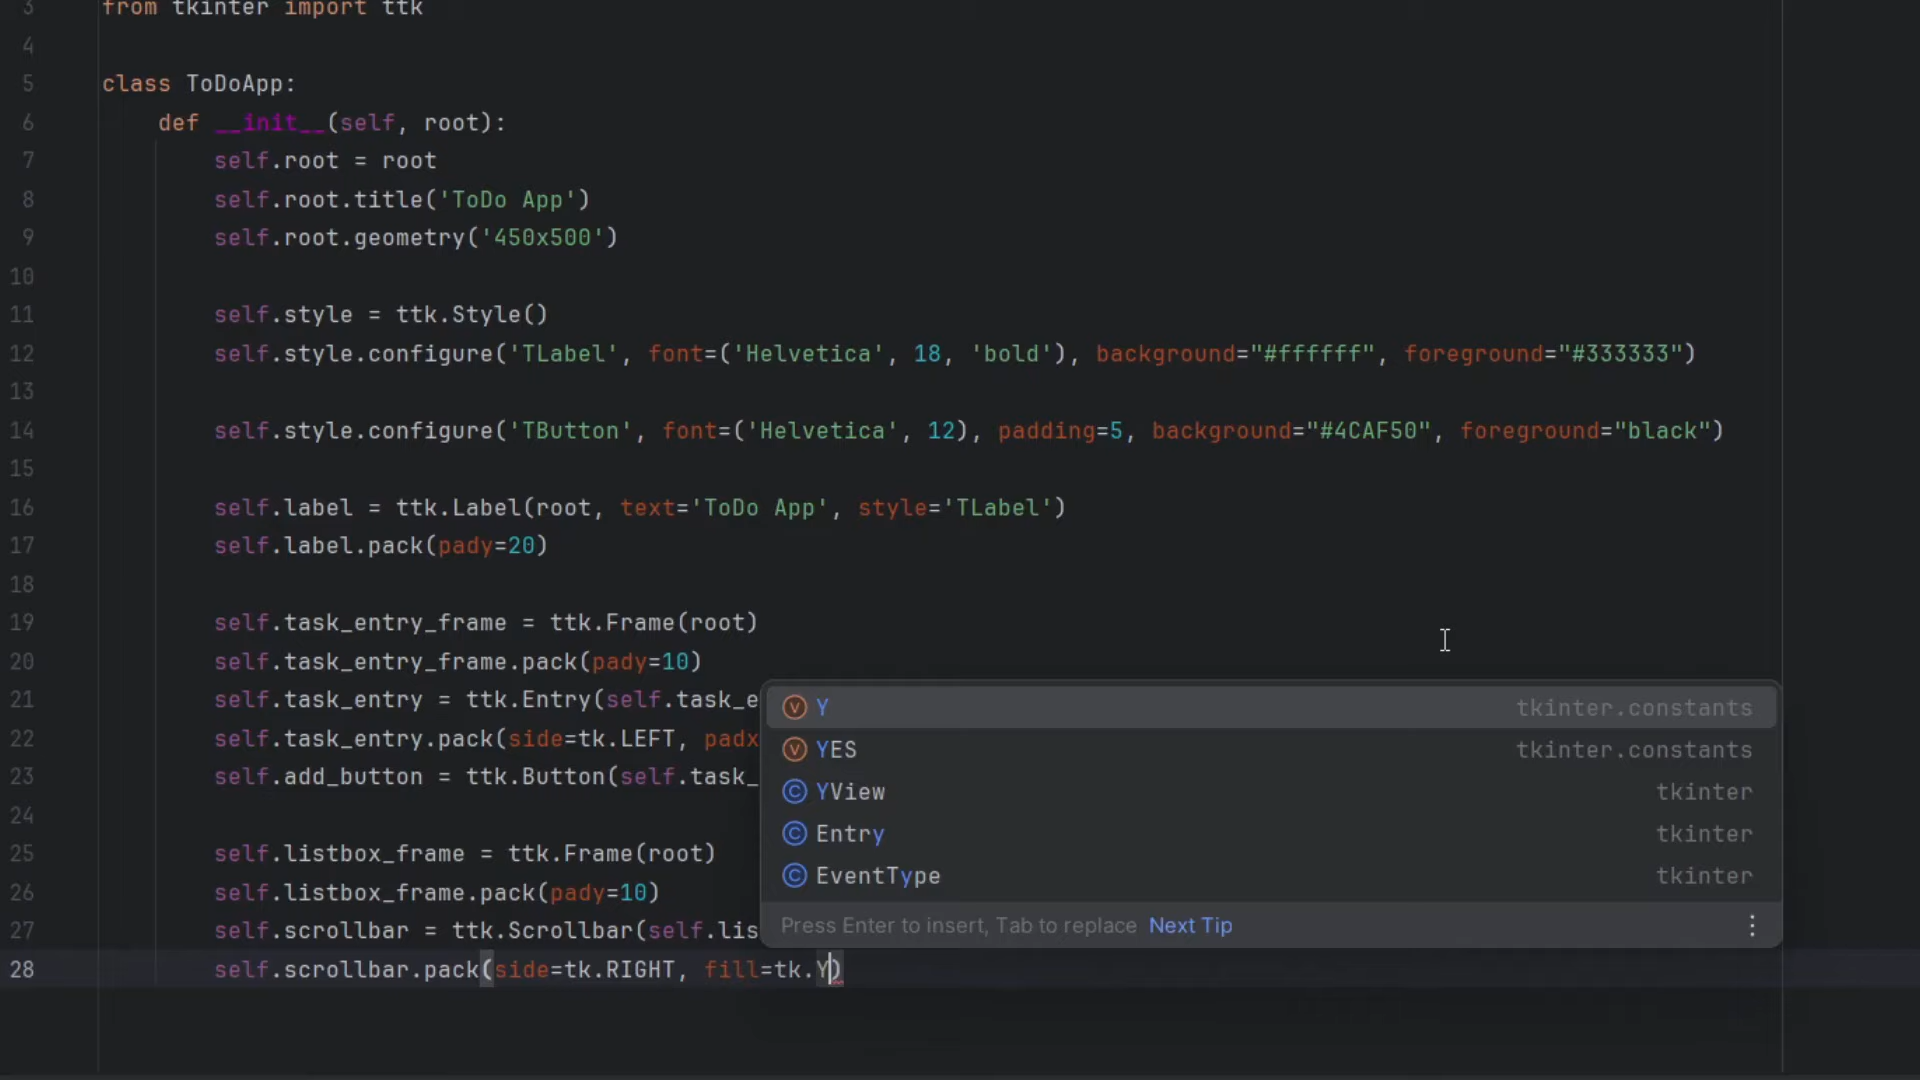 3 from tkinter import ttk
4
5 class ToDoApp:
6 def __init__(self, root):
7 self.root = root
8 self.root.title('ToDo App')
9 self.root.geometry('450x500')
10
11 self.style = ttk.Style()
12 self.style.configure('TLabel', font=('Helvetica', 18, 'bold'), background="#ffffff", foreground="#333333")
13
14 self.style.configure('TButton', font=('Helvetica', 12), padding=5, background="#4CAF50", foreground="black")
15
16 self.label = ttk.Label(root, text='ToDo App', style='TLabel')
17 self.label.pack(pady=20)
18
19 self.task_entry_frame = ttk.Frame(root)
20 self.task_entry_frame.pack(pady=10)
21 self.task_entry = ttk.Entry(self.task_e
22 self.task_entry.pack(side=tk.LEFT, padx
23 self.add_button = ttk.Button(self.task_
24
25 self.listbox_frame = ttk.Frame(root)
26 self.listbox_frame.pack(pady=10)
27 self.scrollbar = ttk.Scrollbar(self.lis
28 self.scrollbar.pack(side=tk.RIGHT, fill=tk.Y)
V Y tkinter.constants
V YES tkinter.constants
C YView tkinter
C Entry tkinter
C EventType tkinter
Press Enter to insert, Tab to replace Next Tip